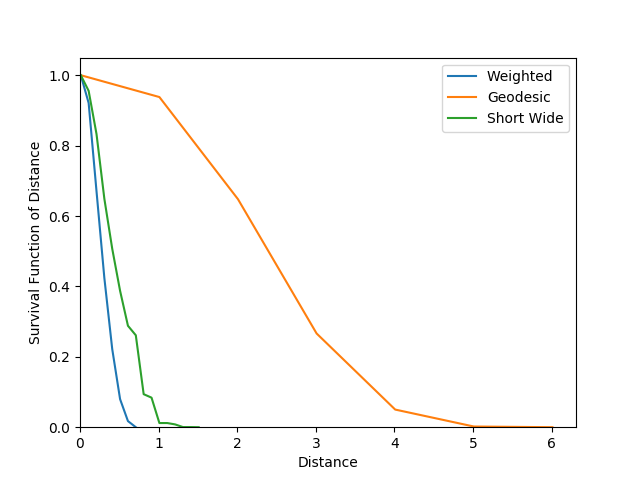 Weighted
Geodesic
Short Wide
Survival Function of Distance
1.0
0.8
0.6
0.4
0.2
0.0
0 1 2 3 4 5 6
Distance